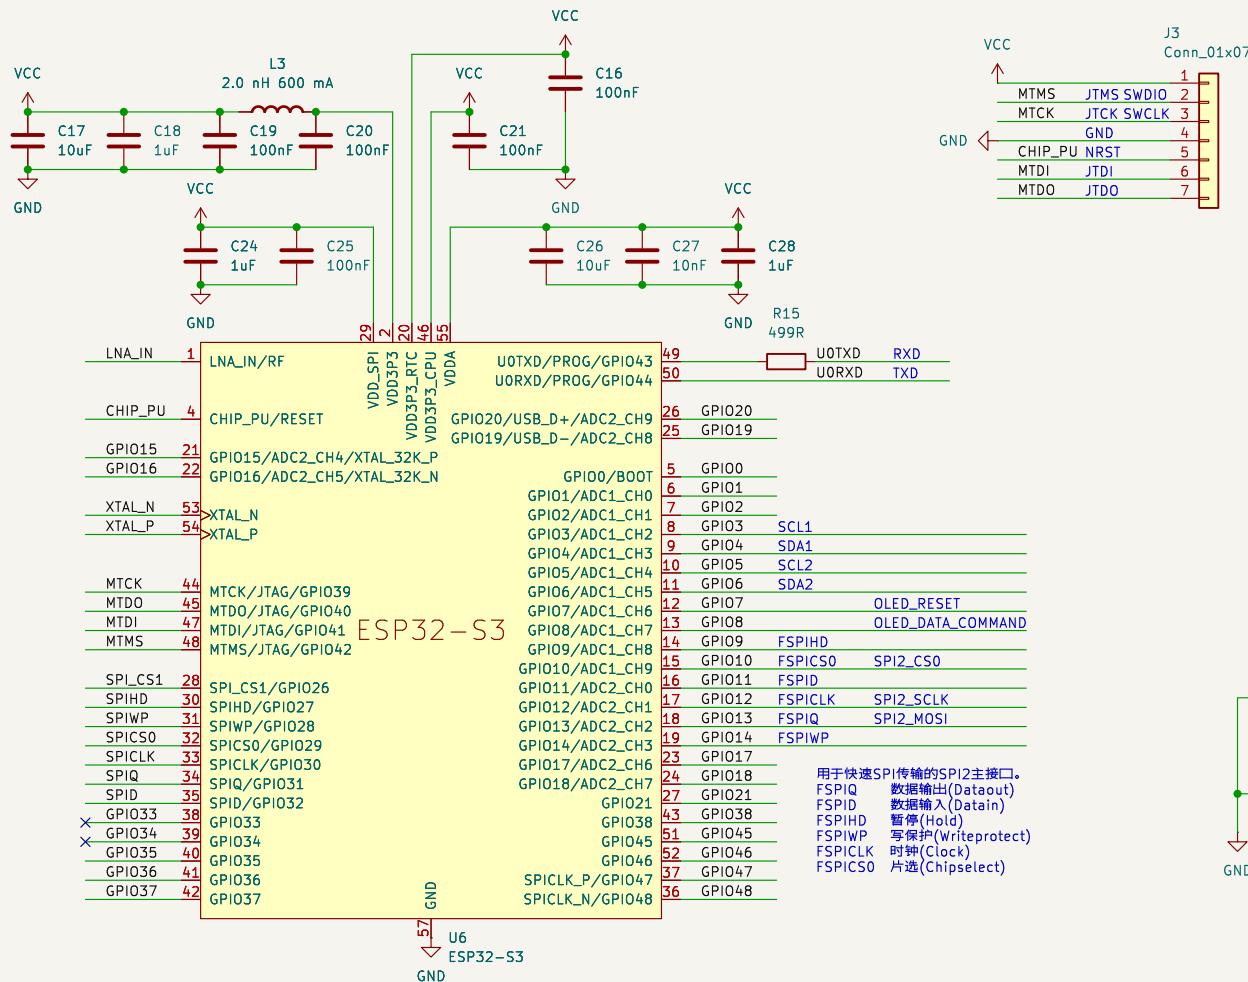 VCC
VCC
L3
2.0 nH 600 mA
C17
10uF
C18
1uF
C19
100nF
C20
100nF
GND
VCC
C21
100nF
C16
100nF
GND
VCC
C24
1uF
C25
100nF
GND
VCC
C26
10uF
C27
10nF
C28
1uF
GND
J3
Conn_01x07
VCC
1
MTMS JTMS SWDIO 2
MTCK JTCK SWCLK 3
GND GND 4
CHIP_PU NRST 5
MTDI JTDI 6
MTDO JTDO 7
29 VDD_SPI
2 VDD3P3
20 VDD3P3_RTC
46 VDD3P3_CPU
55 VDDA
R15
499R
LNA_IN 1 LNA_IN/RF
CHIP_PU 4 CHIP_PU/RESET
GPIO15 21 GPIO15/ADC2_CH4/XTAL_32K_P
GPIO16 22 GPIO16/ADC2_CH5/XTAL_32K_N
XTAL_N 53 XTAL_N
XTAL_P 54 XTAL_P
MTCK 44 MTCK/JTAG/GPIO39
MTDO 45 MTDO/JTAG/GPIO40
MTDI 47 MTDI/JTAG/GPIO41
MTMS 48 MTMS/JTAG/GPIO42
SPI_CS1 28 SPI_CS1/GPIO26
SPIHD 30 SPIHD/GPIO27
SPIWP 31 SPIWP/GPIO28
SPICS0 32 SPICS0/GPIO29
SPICLK 33 SPICLK/GPIO30
SPIQ 34 SPIQ/GPIO31
SPID 35 SPID/GPIO32
GPIO33 38 GPIO33
GPIO34 39 GPIO34
GPIO35 40 GPIO35
GPIO36 41 GPIO36
GPIO37 42 GPIO37
ESP32-S3
U0TXD/PROG/GPIO43 49 U0TXD RXD
U0RXD/PROG/GPIO44 50 U0RXD TXD
GPIO20/USB_D+/ADC2_CH9 26 GPIO20
GPIO19/USB_D-/ADC2_CH8 25 GPIO19
GPIO0/BOOT 5 GPIO0
GPIO1/ADC1_CH0 6 GPIO1
GPIO2/ADC1_CH1 7 GPIO2
GPIO3/ADC1_CH2 8 GPIO3 SCL1
GPIO4/ADC1_CH3 9 GPIO4 SDA1
GPIO5/ADC1_CH4 10 GPIO5 SCL2
GPIO6/ADC1_CH5 11 GPIO6 SDA2
GPIO7/ADC1_CH6 12 GPIO7 OLED_RESET
GPIO8/ADC1_CH7 13 GPIO8 OLED_DATA_COMMAND
GPIO9/ADC1_CH8 14 GPIO9 FSPIHD
GPIO10/ADC1_CH9 15 GPIO10 FSPICS0 SPI2_CS0
GPIO11/ADC2_CH0 16 GPIO11 FSPID
GPIO12/ADC2_CH1 17 GPIO12 FSPICLK SPI2_SCLK
GPIO13/ADC2_CH2 18 GPIO13 FSPIQ SPI2_MOSI
GPIO14/ADC2_CH3 19 GPIO14 FSPIWP
GPIO17/ADC2_CH6 23 GPIO17
GPIO18/ADC2_CH7 24 GPIO18
GPIO21 27 GPIO21
GPIO38 43 GPIO38
GPIO45 51 GPIO45
GPIO46 52 GPIO46
SPICLK_P/GPIO47 37 GPIO47
SPICLK_N/GPIO48 36 GPIO48
用于快速SPI传输的SPI2主接口。
FSPIQ 数据输出(Dataout)
FSPID 数据输入(Datain)
FSPIHD 暂停(Hold)
FSPIWP 写保护(Writeprotect)
FSPICLK 时钟(Clock)
FSPICS0 片选(Chipselect)
GND
57
U6
ESP32-S3
GND
GND